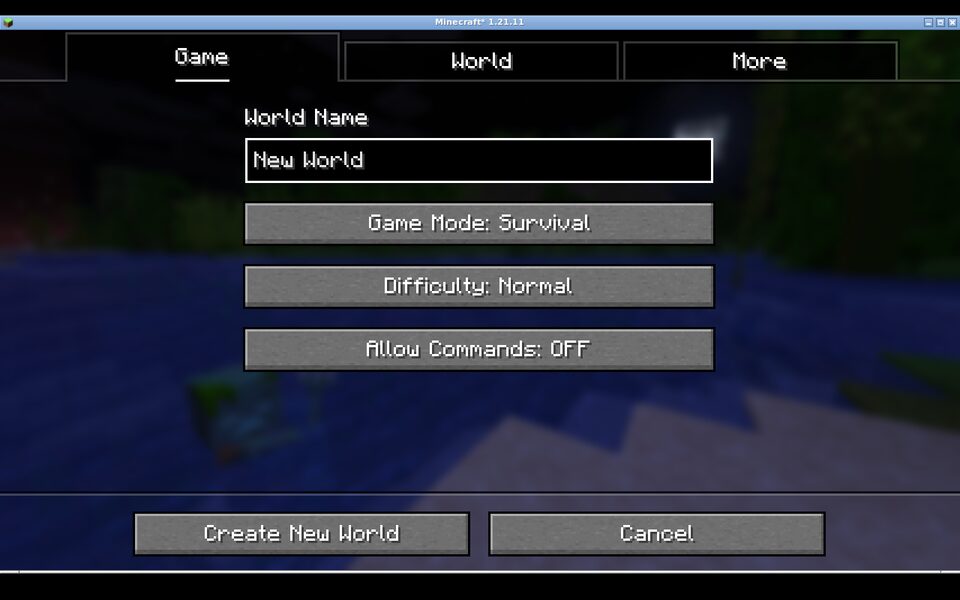 Minecraft* 1.21.11
Game
World
More
World Name
New World
Game Mode: Survival
Difficulty: Normal
Allow Commands: OFF
Create New World
Cancel